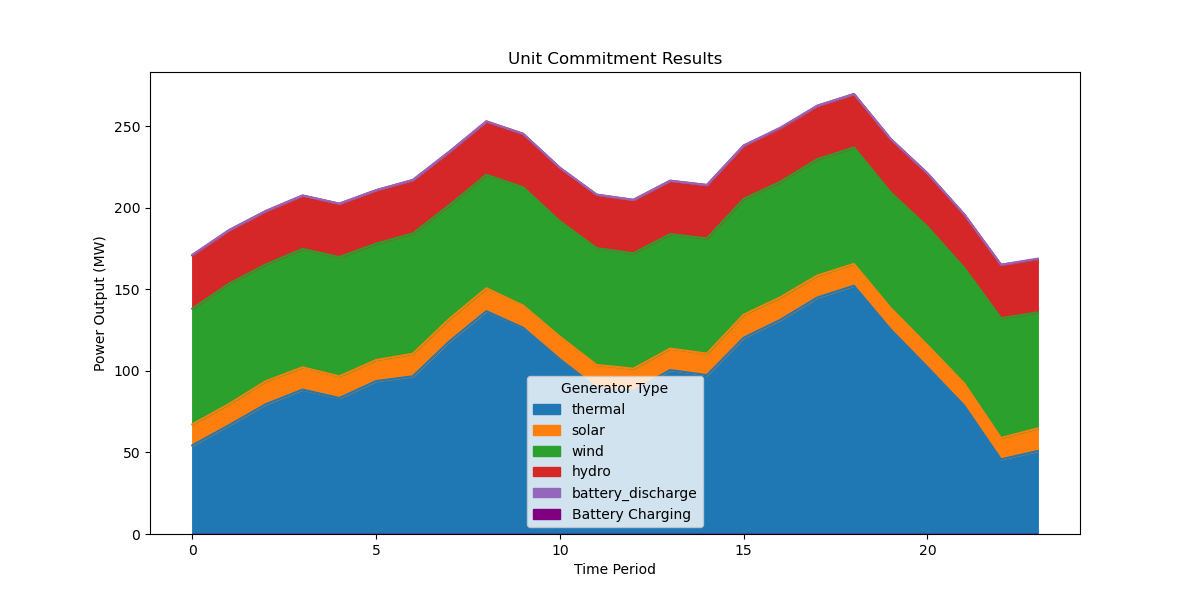 Unit Commitment Results
250
200
150
100
50
0
Power Output (MW)
Generator Type
thermal
solar
wind
hydro
battery_discharge
Battery Charging
0 5 10 15 20
Time Period